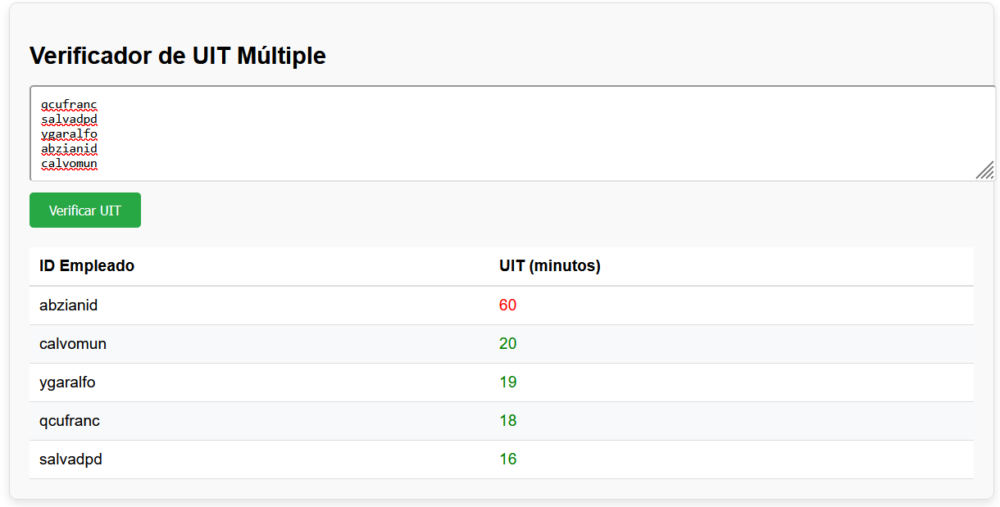 Verificador de UIT Múltiple
qcufranc
salvadpd
ygaralfo
abzianid
calvomun
Verificar UIT
ID Empleado UIT (minutos)
abzianid 60
calvomun 20
ygaralfo 19
qcufranc 18
salvadpd 16